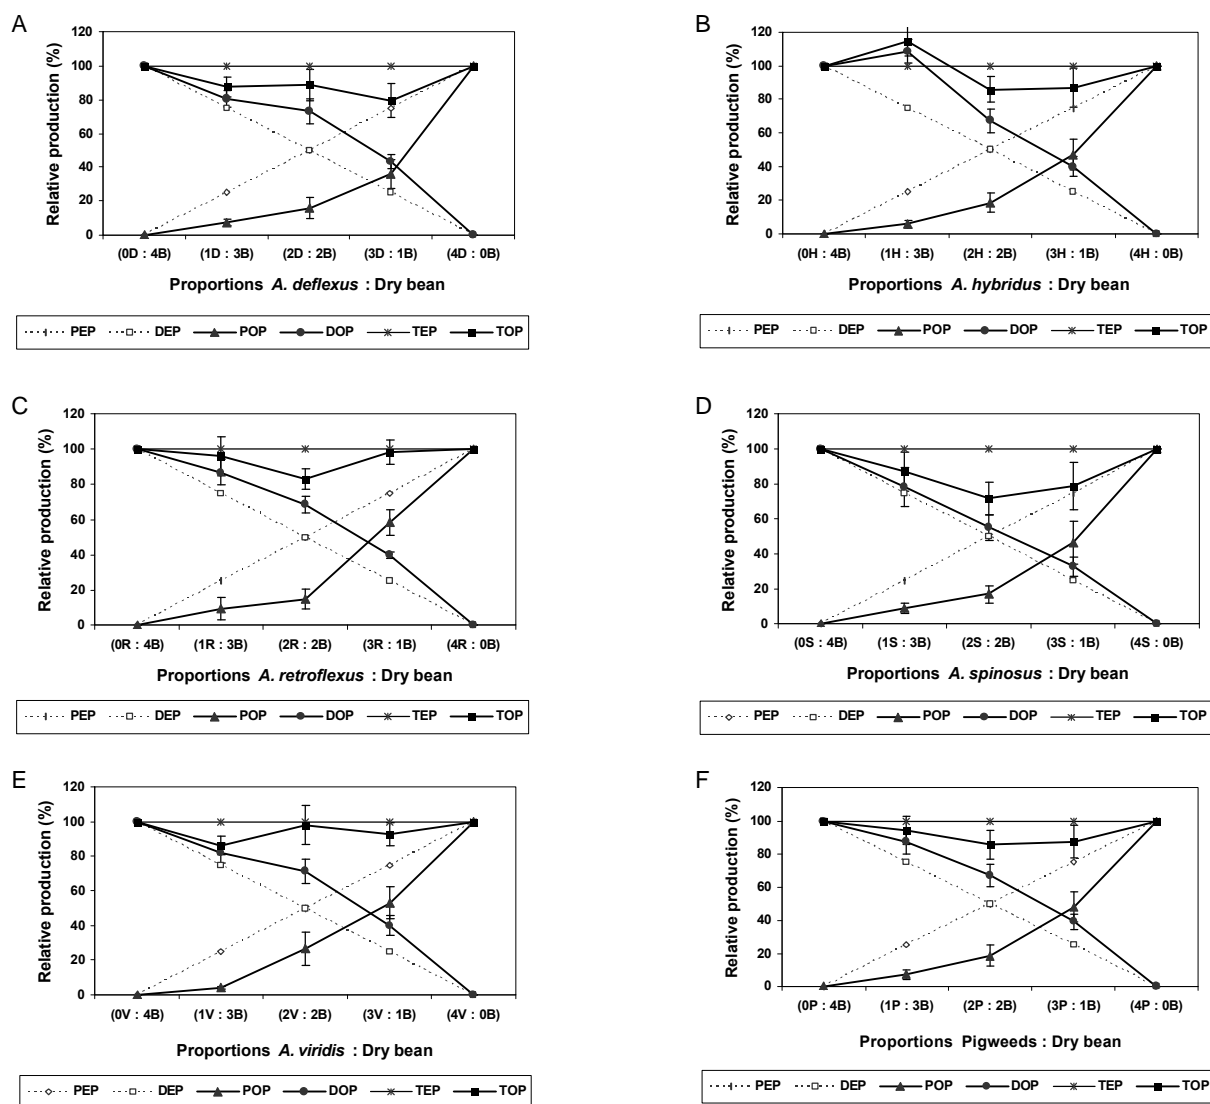 A
Relative production (%)
120
100
80
60
40
20
0
(0D : 4B) (1D : 3B) (2D : 2B) (3D : 1B) (4D : 0B)
Proportions A. deflexus : Dry bean
PEP DEP POP DOP TEP TOP
B
Relative production (%)
120
100
80
60
40
20
0
(0H : 4B) (1H : 3B) (2H : 2B) (3H : 1B) (4H : 0B)
Proportions A. hybridus : Dry bean
PEP DEP POP DOP TEP TOP
C
Relative production (%)
120
100
80
60
40
20
0
(0R : 4B) (1R : 3B) (2R : 2B) (3R : 1B) (4R : 0B)
Proportions A. retroflexus : Dry bean
PEP DEP POP DOP TEP TOP
D
Relative production (%)
120
100
80
60
40
20
0
(0S : 4B) (1S : 3B) (2S : 2B) (3S : 1B) (4S : 0B)
Proportions A. spinosus : Dry bean
PEP DEP POP DOP TEP TOP
E
Relative production (%)
120
100
80
60
40
20
0
(0V : 4B) (1V : 3B) (2V : 2B) (3V : 1B) (4V : 0B)
Proportions A. viridis : Dry bean
PEP DEP POP DOP TEP TOP
F
Relative production (%)
120
100
80
60
40
20
0
(0P : 4B) (1P : 3B) (2P : 2B) (3P : 1B) (4P : 0B)
Proportions Pigweeds : Dry bean
PEP DEP POP DOP TEP TOP